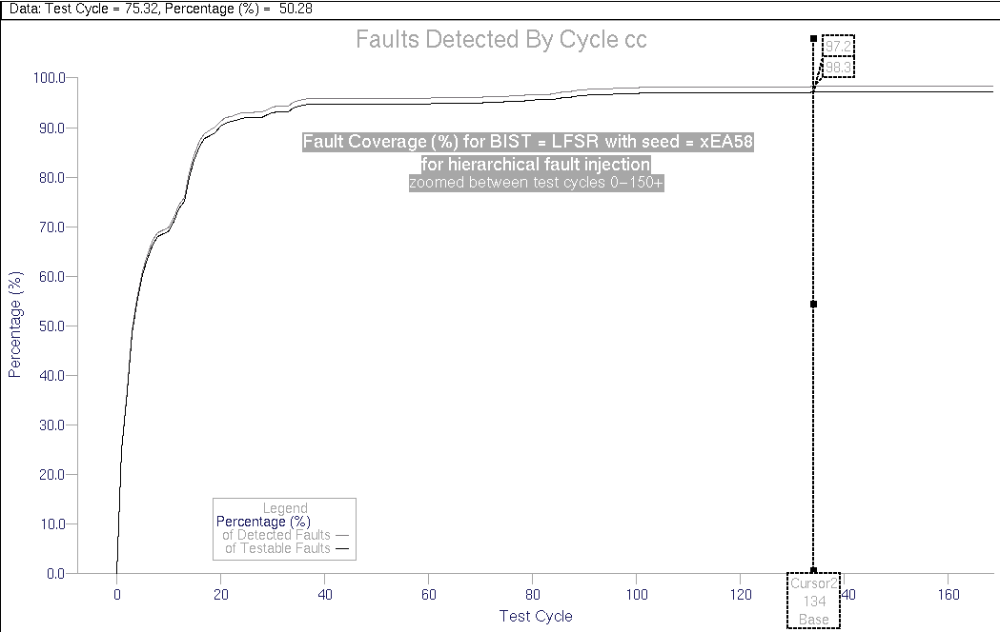 Data: Test Cycle = 75.32, Percentage (%) = 50.28
Faults Detected By Cycle cc
97.2
98.3
100.0
90.0
80.0
70.0
60.0
50.0
40.0
30.0
20.0
10.0
0.0
Percentage (%)
Fault Coverage (%) for BIST = LFSR with seed = xEA58
for hierarchical fault injection
zoomed between test cycles 0-150+
Legend
Percentage (%)
of Detected Faults
of Testable Faults
0 20 40 60 80 100 120 40 160
Cursor2
134
Base
Test Cycle